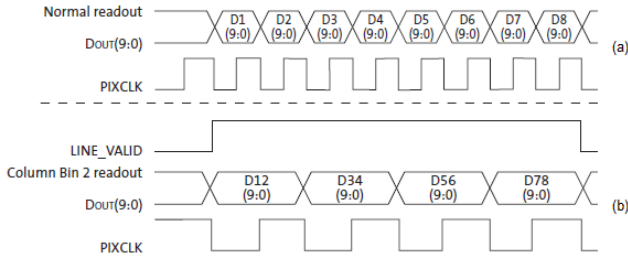 Normal readout
D1 D2 D3 D4 D5 D6 D7 D8
(9:0) (9:0) (9:0) (9:0) (9:0) (9:0) (9:0) (9:0)
DOUT(9:0)
(a)
PIXCLK
LINE_VALID
Column Bin 2 readout
D12 D34 D56 D78
(9:0) (9:0) (9:0) (9:0)
DOUT(9:0)
(b)
PIXCLK